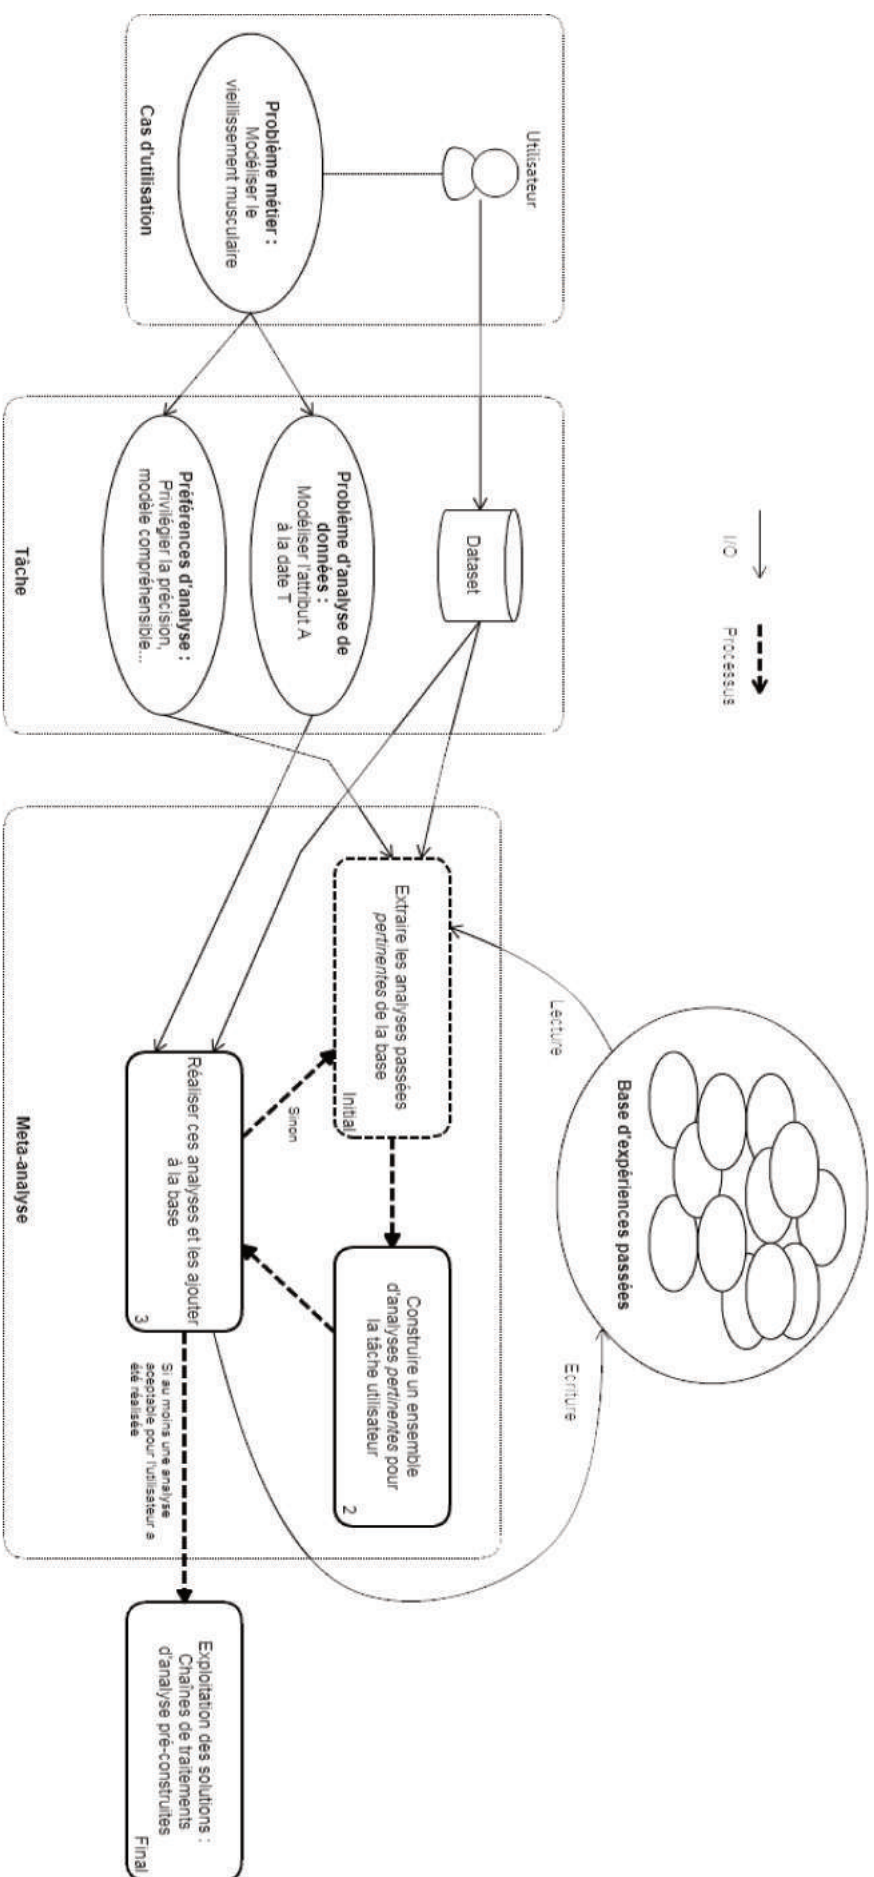 I/O
Processus
Utilisateur
Problème métier :
Modéliser le
vieillissement musculaire
Cas d'utilisation
Dataset
Problème d'analyse de
données :
Modéliser l'attribut A
à la date T
Préférences d'analyse :
Privilégier la précision,
modèle compréhensible...
Tâche
Base d'expériences passées
Lecture
Ecriture
Extraire les analyses passées
pertinentes de la base
Initial
Construire un ensemble
d'analyses pertinentes pour
la tâche utilisateur
2
Sinon
Réaliser ces analyses et les ajouter
à la base
3
Si au moins une analyse
aceptable pour l'utilisateur a
été réalisée
Meta-analyse
Exploitation des solutions :
Chaînes de traitements
d'analyse pré-construites
Final